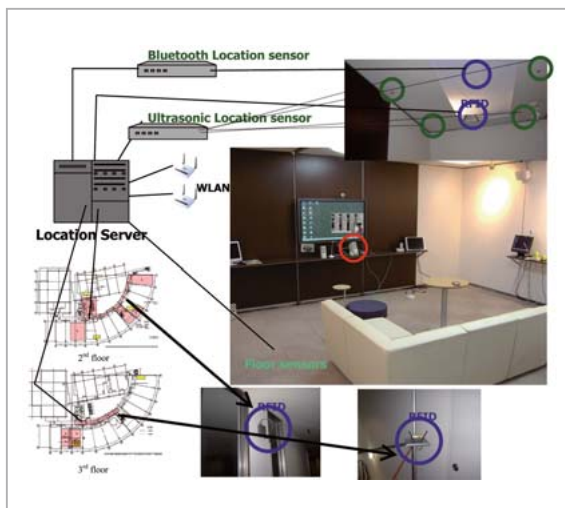 Bluetooth Location sensor
RFID
Ultrasonic Location sensor
WLAN
Location Server
2nd floor
Floor sensors
RFID
RFID
3rd floor